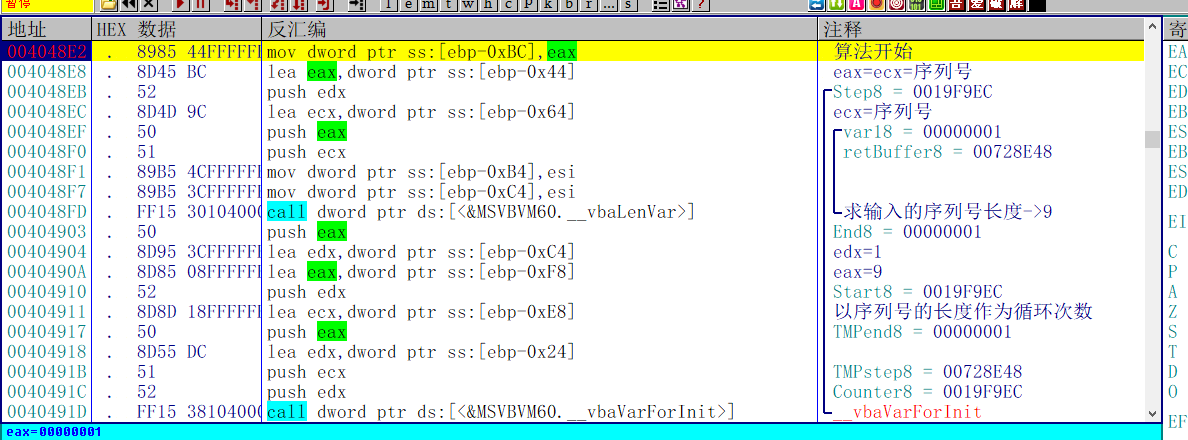 暂停
l e m t w h c p k b r ... s
吾 爱 破 解
地址 HEX 数据 反汇编 注释 寄
004048E2 . 8985 44FFFFFF mov dword ptr ss:[ebp-0xBC],eax 算法开始 EA
004048E8 . 8D45 BC lea eax,dword ptr ss:[ebp-0x44] eax=ecx=序列号 EC
004048EB . 52 push edx Step8 = 0019F9EC ED
004048EC . 8D4D 9C lea ecx,dword ptr ss:[ebp-0x64] ecx=序列号 EB
004048EF . 50 push eax var18 = 00000001 ES
004048F0 . 51 push ecx retBuffer8 = 00728E48 EB
004048F1 . 89B5 4CFFFFFF mov dword ptr ss:[ebp-0xB4],esi ES
004048F7 . 89B5 3CFFFFFF mov dword ptr ss:[ebp-0xC4],esi ED
004048FD . FF15 30104000 call dword ptr ds:[<&MSVBVM60.__vbaLenVar>] 求输入的序列号长度->9
00404903 . 50 push eax End8 = 00000001 EI
00404904 . 8D95 3CFFFFFF lea edx,dword ptr ss:[ebp-0xC4] edx=1 C
0040490A . 8D85 08FFFFFF lea eax,dword ptr ss:[ebp-0xF8] eax=9 P
00404910 . 52 push edx Start8 = 0019F9EC A
00404911 . 8D8D 18FFFFFF lea ecx,dword ptr ss:[ebp-0xE8] 以序列号的长度作为循环次数 Z
00404917 . 50 push eax TMPend8 = 00000001 S
00404918 . 8D55 DC lea edx,dword ptr ss:[ebp-0x24] T
0040491B . 51 push ecx TMPstep8 = 00728E48 D
0040491C . 52 push edx Counter8 = 0019F9EC O
0040491D . FF15 38104000 call dword ptr ds:[<&MSVBVM60.__vbaVarForInit>] __vbaVarForInit EF
eax=00000001